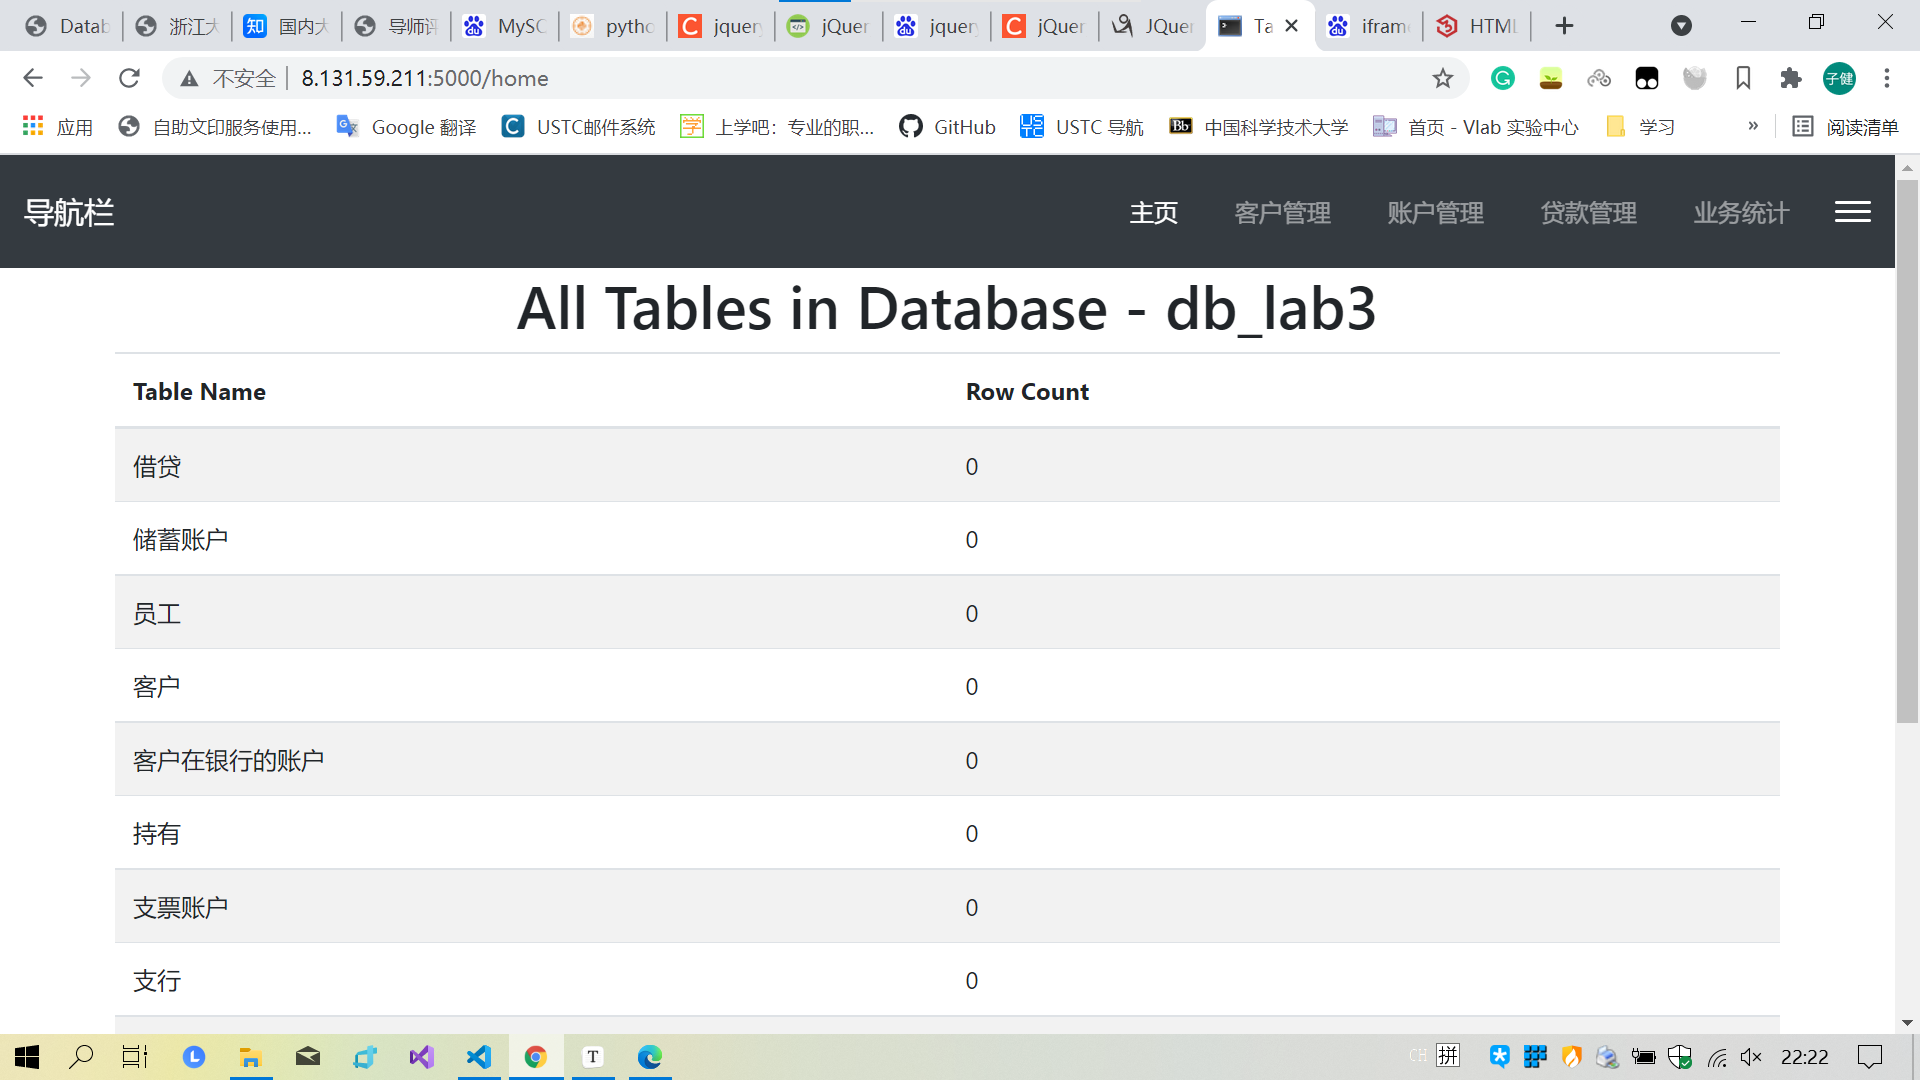 Datab 浙江大 国内大 导师评 MySC pytho jquery jQuer jquery jQuer JQuer Ta ifram HTML
不安全 8.131.59.211:5000/home 子健
应用 自助文印服务使用... Google 翻译 USTC邮件系统 上学吧：专业的职... GitHub USTC 导航 中国科学技术大学 首页 - Vlab 实验中心 学习 » 阅读清单
导航栏 主页 客户管理 账户管理 贷款管理 业务统计
All Tables in Database - db_lab3
Table Name Row Count
借贷 0
储蓄账户 0
员工 0
客户 0
客户在银行的账户 0
持有 0
支票账户 0
支行 0
CH 拼 22:22